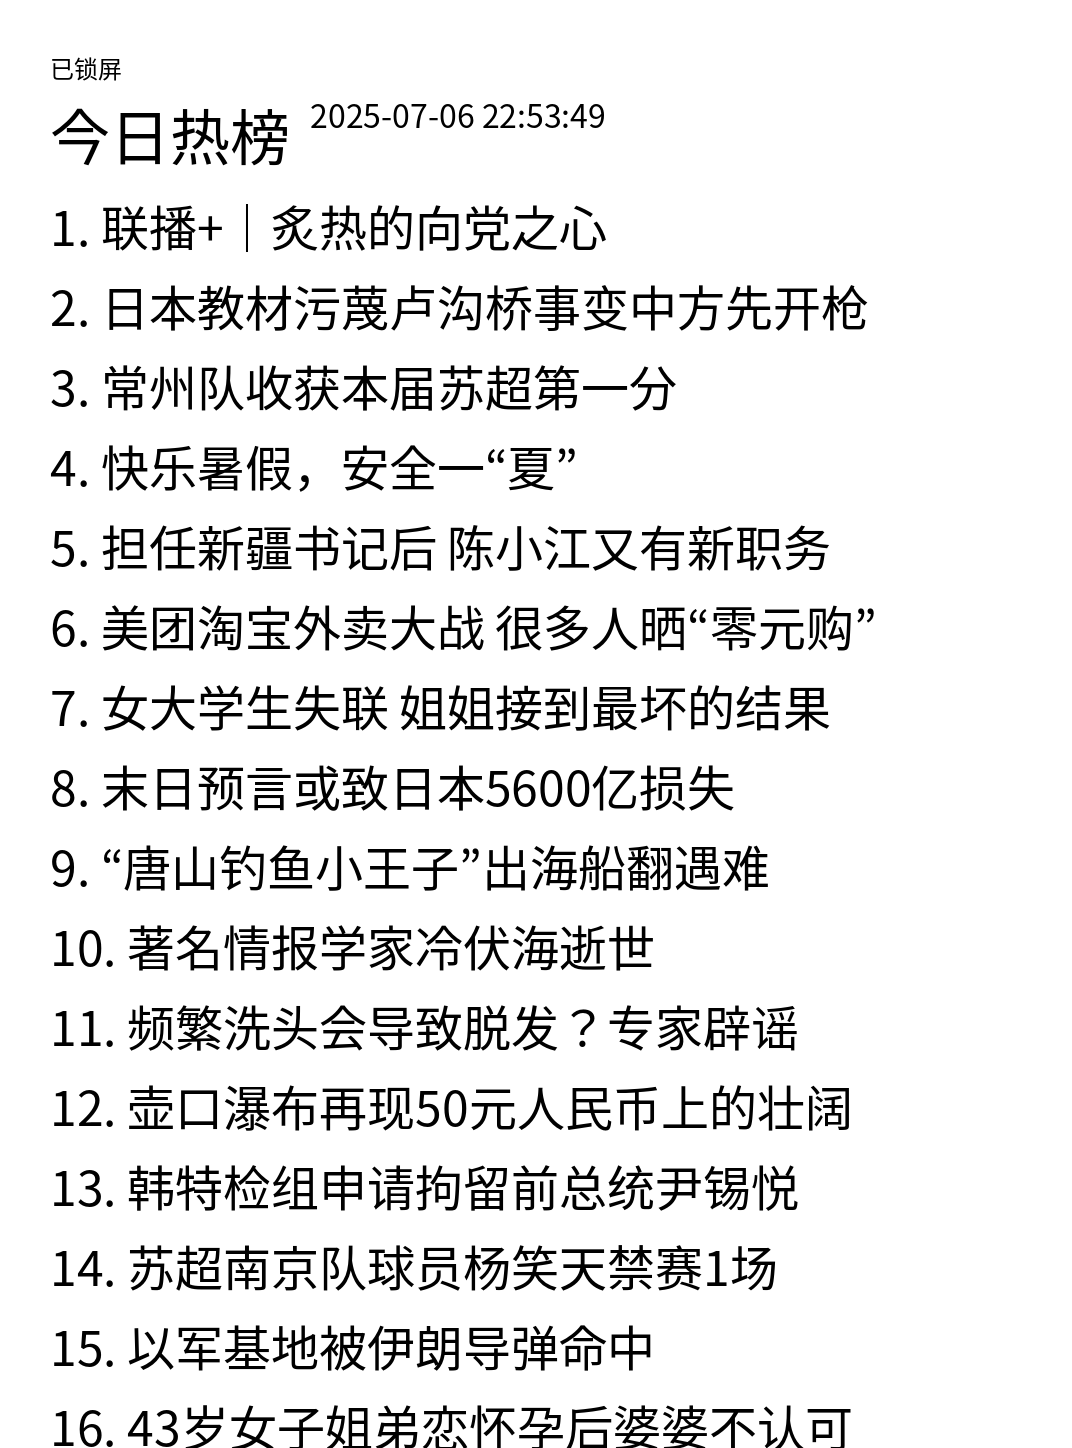 已锁屏
今日热榜 2025-07-06 22:53:49
1. 联播+｜炙热的向党之心
2. 日本教材污蔑卢沟桥事变中方先开枪
3. 常州队收获本届苏超第一分
4. 快乐暑假，安全一“夏”
5. 担任新疆书记后 陈小江又有新职务
6. 美团淘宝外卖大战 很多人晒“零元购”
7. 女大学生失联 姐姐接到最坏的结果
8. 末日预言或致日本5600亿损失
9. “唐山钓鱼小王子”出海船翻遇难
10. 著名情报学家冷伏海逝世
11. 频繁洗头会导致脱发？专家辟谣
12. 壶口瀑布再现50元人民币上的壮阔
13. 韩特检组申请拘留前总统尹锡悦
14. 苏超南京队球员杨笑天禁赛1场
15. 以军基地被伊朗导弹命中
16. 43岁女子姐弟恋怀孕后婆婆不认可